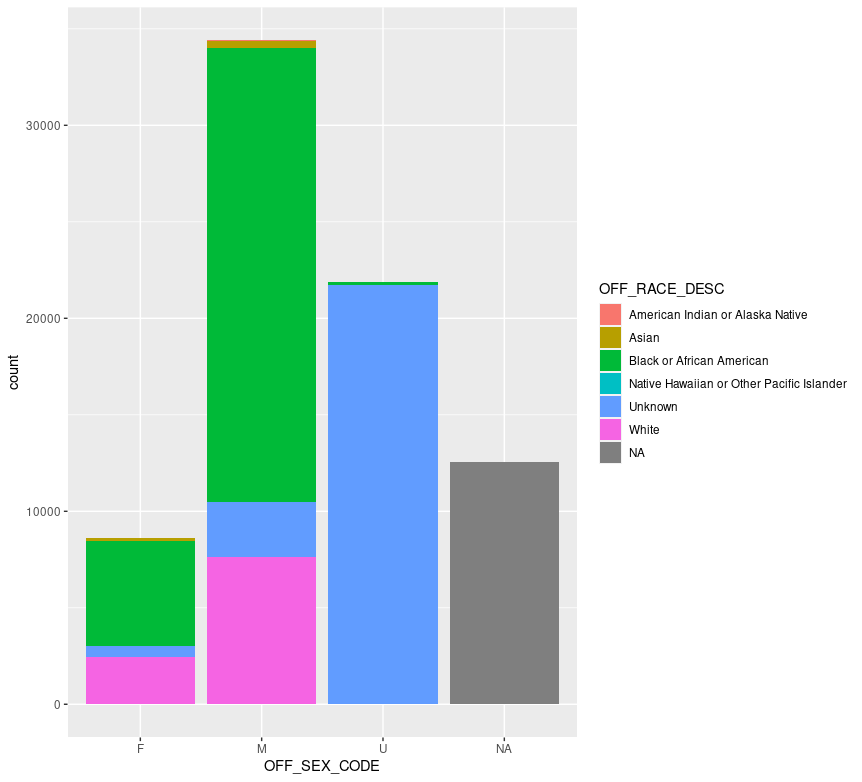 30000
20000
10000
0
count
F M U NA
OFF_SEX_CODE
OFF_RACE_DESC
American Indian or Alaska Native
Asian
Black or African American
Native Hawaiian or Other Pacific Islander
Unknown
White
NA